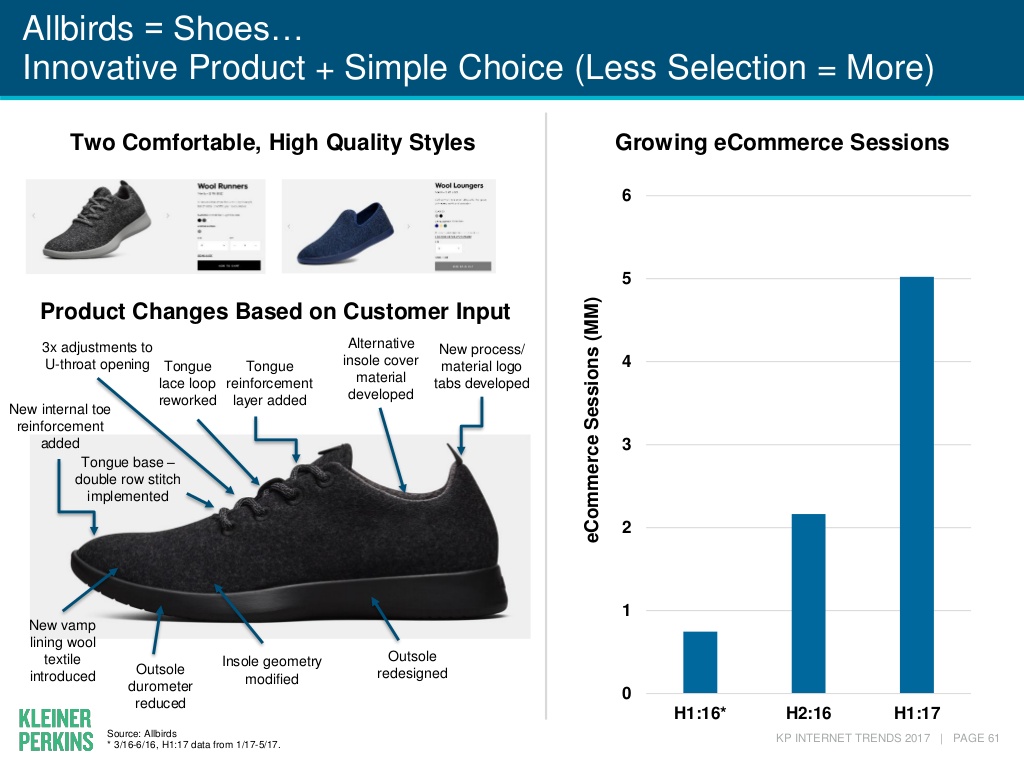 Allbirds = Shoes…
Innovative Product + Simple Choice (Less Selection = More)
Two Comfortable, High Quality Styles
Wool Runners
Wool Loungers
Product Changes Based on Customer Input
3x adjustments to
U-throat opening
Tongue
lace loop
reworked
Tongue
reinforcement
layer added
Alternative
insole cover
material
developed
New process/
material logo
tabs developed
New internal toe
reinforcement
added
Tongue base –
double row stitch
implemented
New vamp
lining wool
textile
introduced
Outsole
durometer
reduced
Insole geometry
modified
Outsole
redesigned
Growing eCommerce Sessions
eCommerce Sessions (MM)
6
5
4
3
2
1
0
H1:16*
H2:16
H1:17
KLEINER
PERKINS
Source: Allbirds
* 3/16-6/16, H1:17 data from 1/17-5/17.
KP INTERNET TRENDS 2017 | PAGE 61